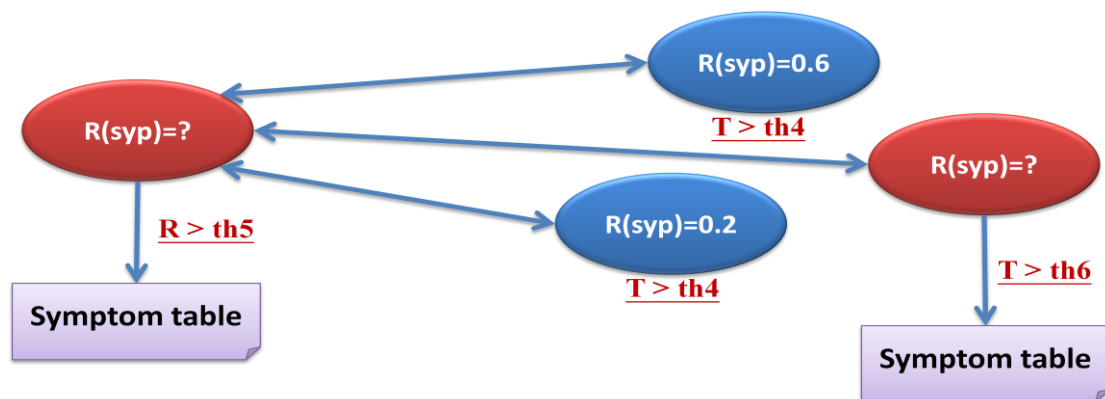 R(syp)=0.6
R(syp)=?
T > th4
R(syp)=?
R(syp)=0.2
R > th5
T > th4
T > th6
Symptom table
Symptom table